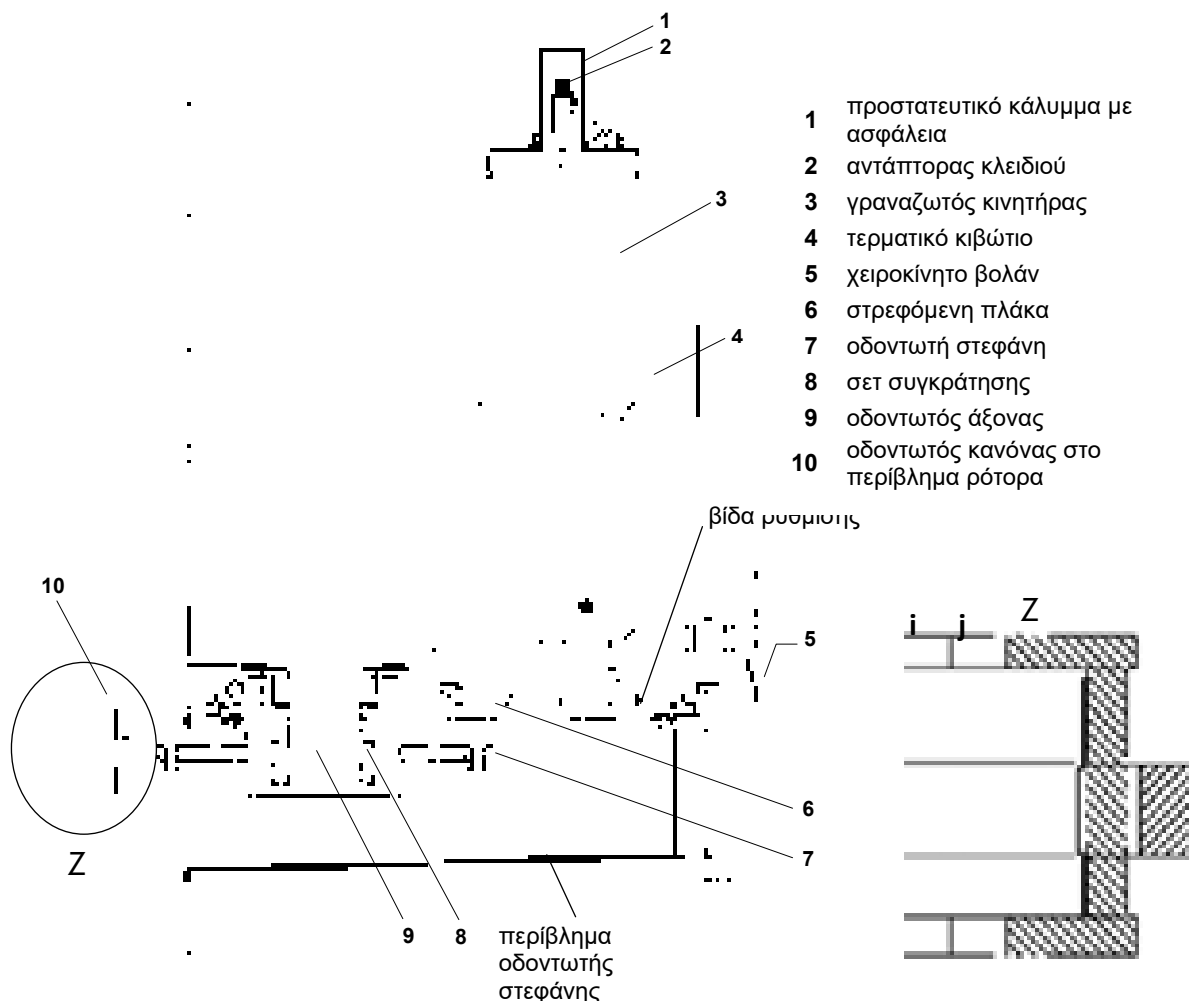 1
2
1 προστατευτικό κάλυμμα με
ασφάλεια
2 αντάπτορας κλειδιού
3 γραναζωτός κινητήρας
4 τερματικό κιβώτιο
5 χειροκίνητο βολάν
6 στρεφόμενη πλάκα
7 οδοντωτή στεφάνη
8 σετ συγκράτησης
9 οδοντωτός άξονας
10 οδοντωτός κανόνας στο
περίβλημα ρότορα
3
4
βίδα ρύθμισης
10
i j Z
5
6
Z
7
9 8 περίβλημα
οδοντωτής
στεφάνης